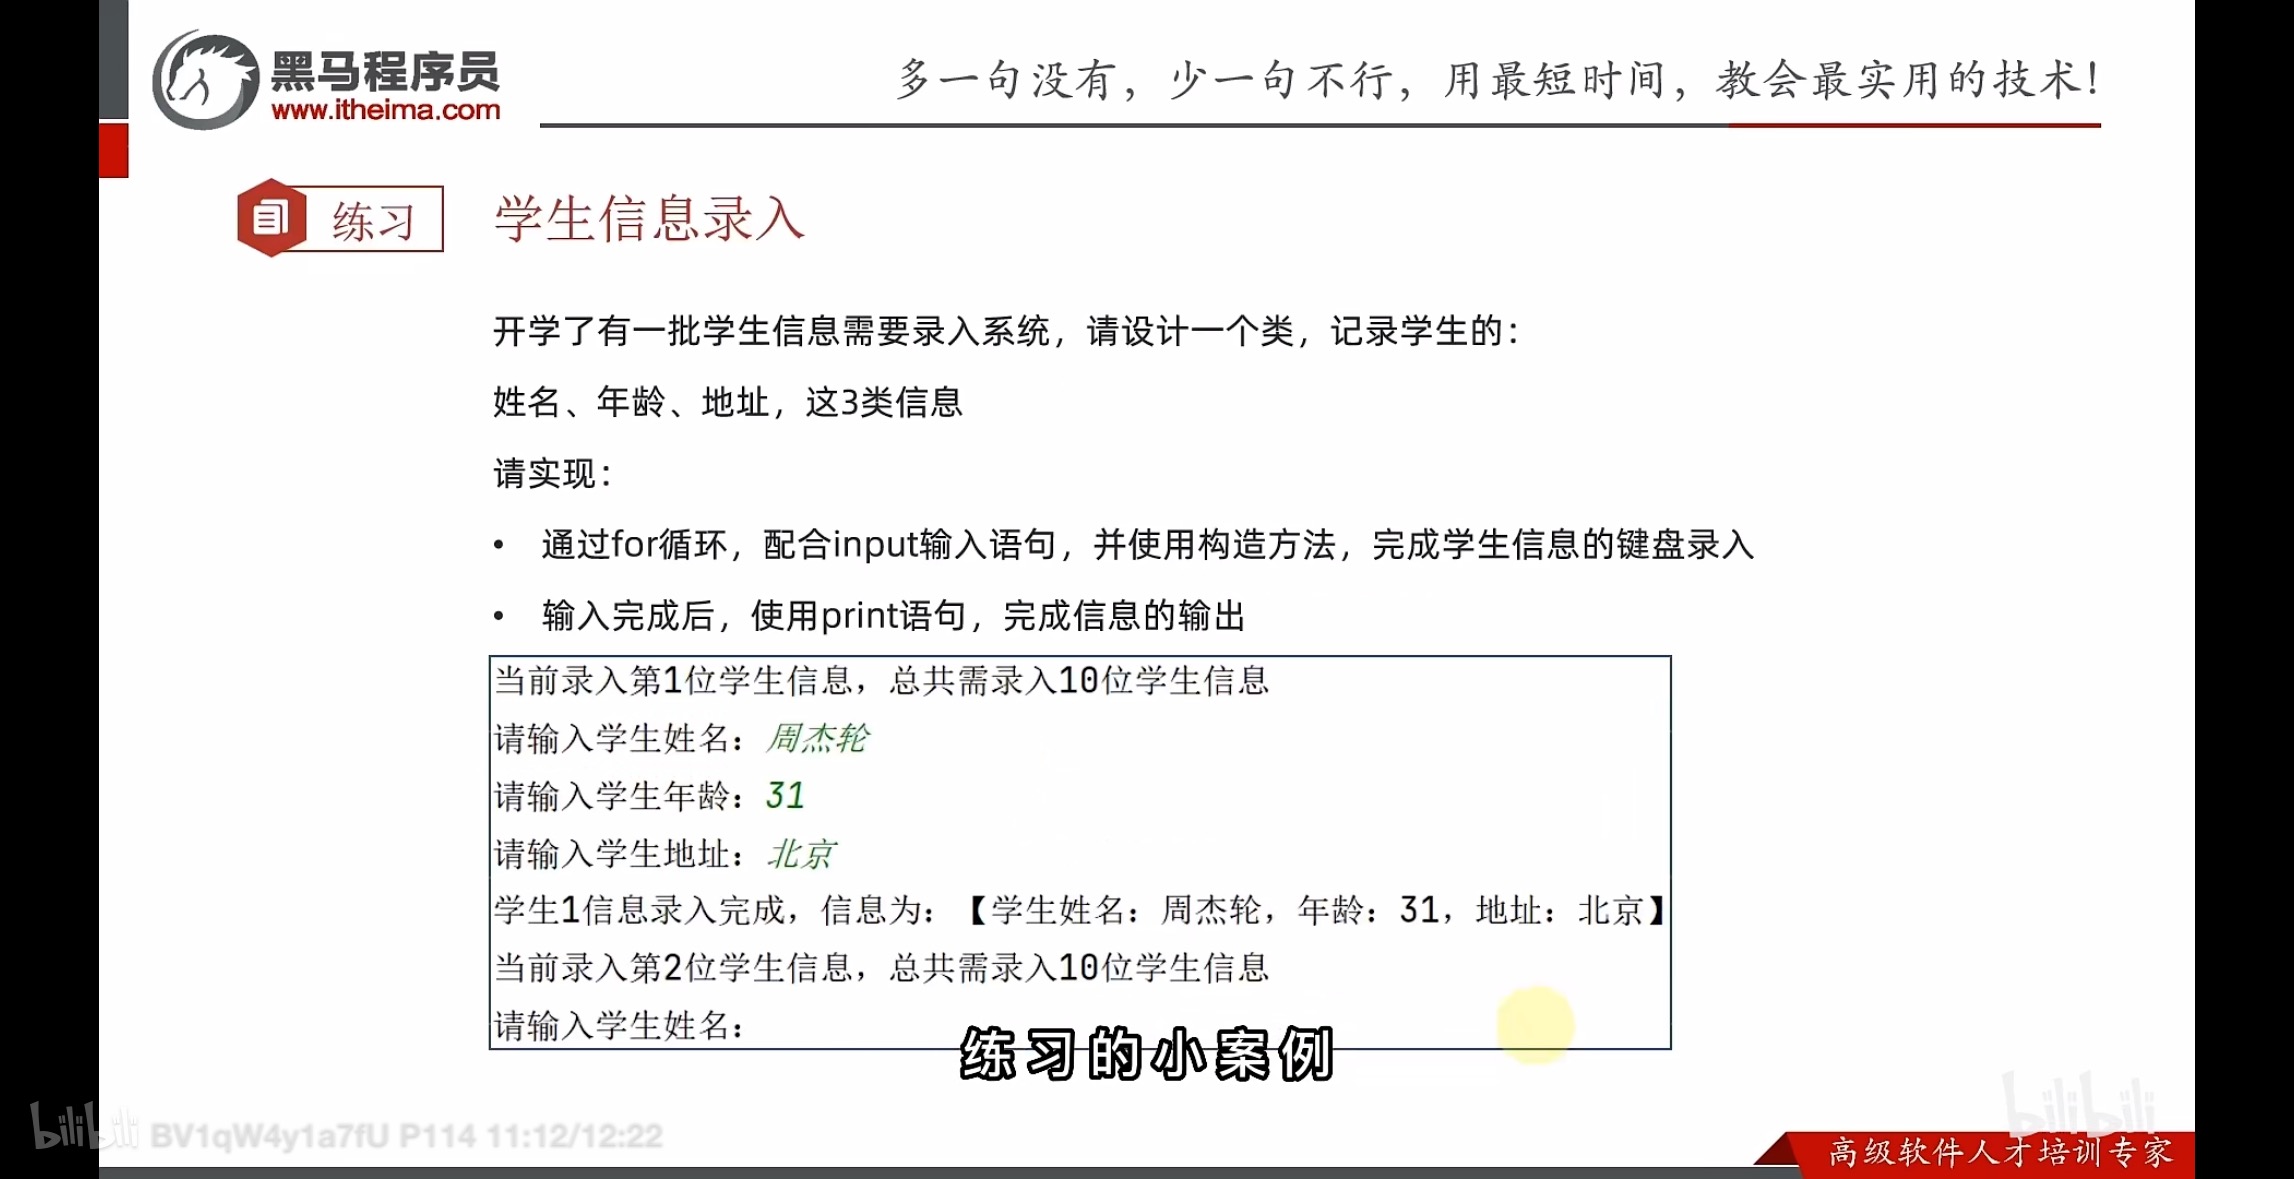 黑马程序员
www.itheima.com
多一句没有，少一句不行，用最短时间，教会最实用的技术！
练习
学生信息录入
开学了有一批学生信息需要录入系统，请设计一个类，记录学生的：
姓名、年龄、地址，这3类信息
请实现：
• 通过for循环，配合input输入语句，并使用构造方法，完成学生信息的键盘录入
• 输入完成后，使用print语句，完成信息的输出
当前录入第1位学生信息，总共需录入10位学生信息
请输入学生姓名：周杰轮
请输入学生年龄：31
请输入学生地址：北京
学生1信息录入完成，信息为：【学生姓名：周杰轮，年龄：31，地址：北京】
当前录入第2位学生信息，总共需录入10位学生信息
请输入学生姓名：
练习的小案例
bilibili BV1qW4y1a7fU P114 11:12/12:22
bilibili
高级软件人才培训专家